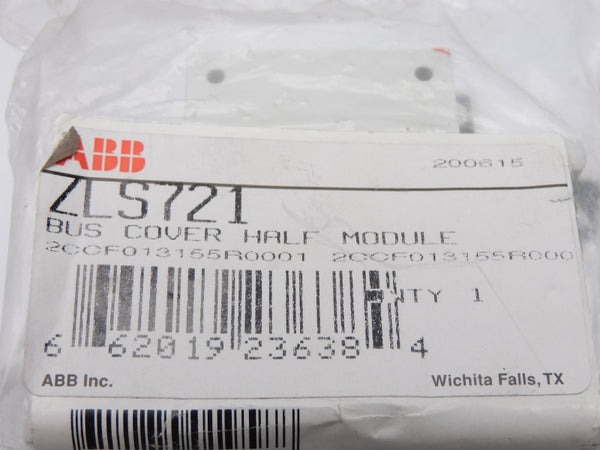 ABB
200615
ZLS721
BUS COVER HALF MODULE
2CCF013155R0001 2CCF013155R000
QNTY 1
6 62019 23638 4
ABB Inc.
Wichita Falls, TX